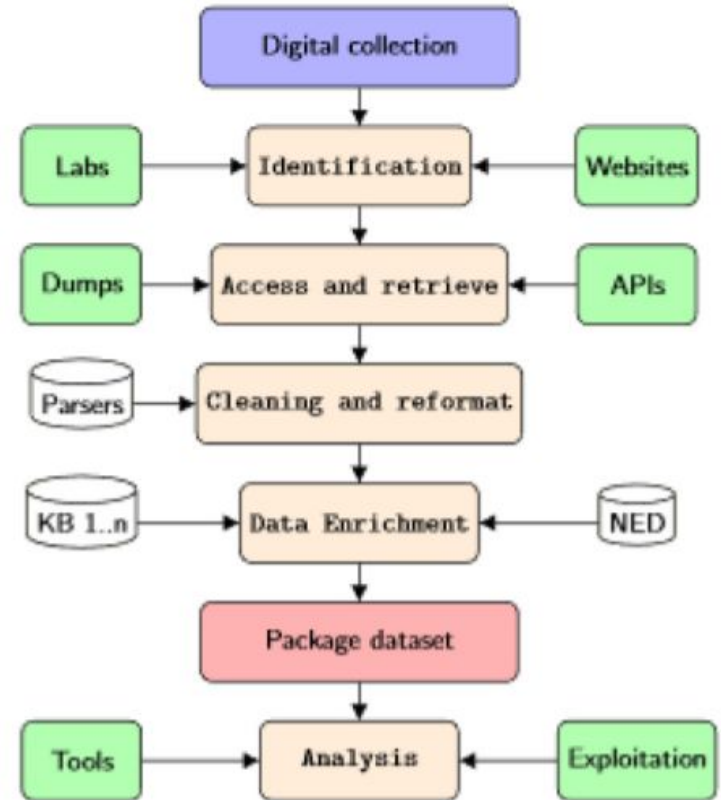 Digital collection
Labs
Identification
Websites
Dumps
Access and retrieve
APIs
Parsers
Cleaning and reformat
KB 1..n
Data Enrichment
NED
Package dataset
Tools
Analysis
Exploitation